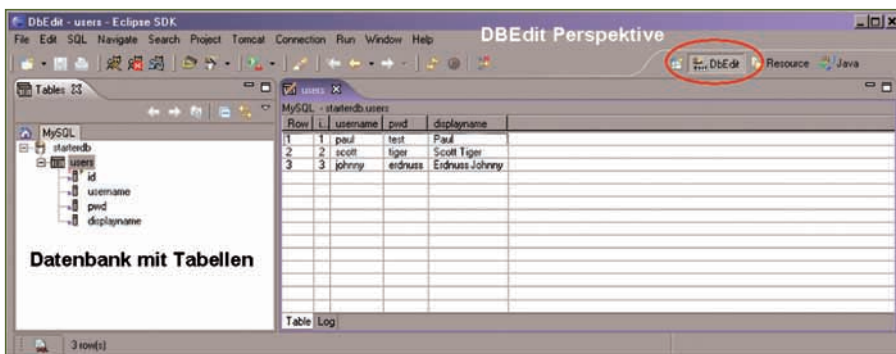 DbEdit - users - Eclipse SDK
File Edit SQL Navigate Search Project Tomcat Connection Run Window Help
DBEdit Perspektive
DbEdit Resource Java
Tables
users
MySQL - starterdb.users
Row i.. username pwd displayname
1 1 paul test Paul
2 2 scott tiger Scott Tiger
3 3 johnny erdnuss Erdnuss Johnny
MySQL
starterdb
users
id
username
pwd
displayname
Datenbank mit Tabellen
Table Log
3 row(s)